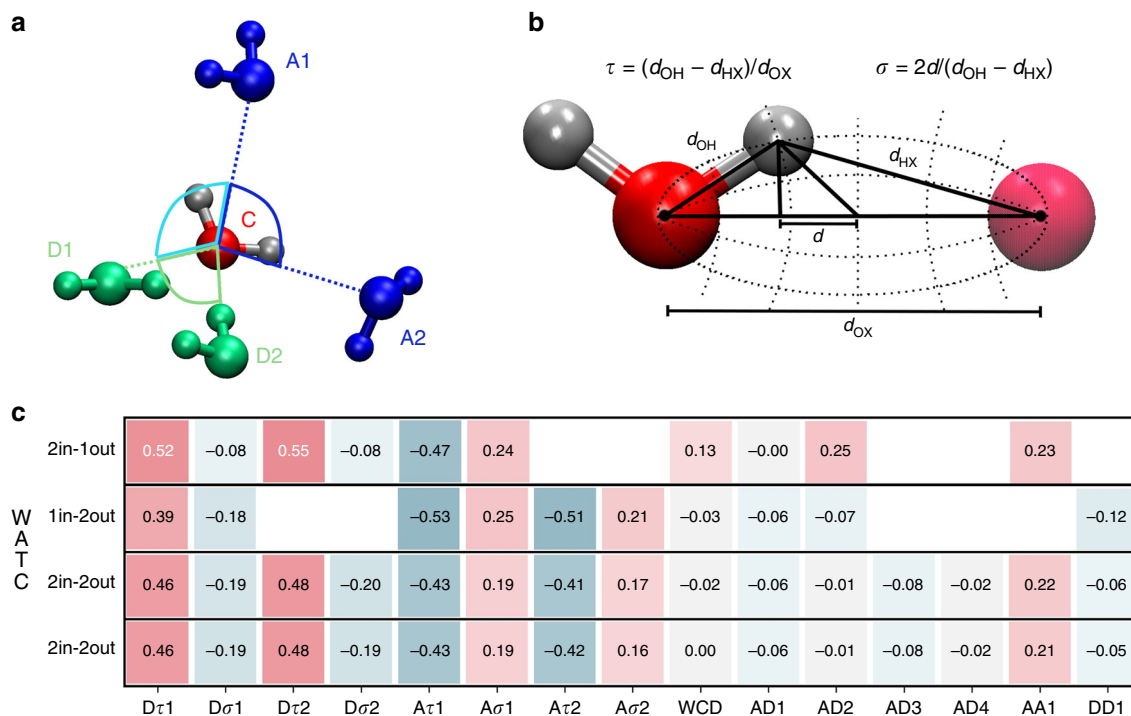 a
A1
C
D1
D2
A2
b
τ = (dOH – dHX)/dOX
σ = 2d/(dOH – dHX)
dOH
dHX
d
dOX
c
WATC
2in-1out 0.52 –0.08 0.55 –0.08 –0.47 0.24 0.13 –0.00 0.25 0.23
1in-2out 0.39 –0.18 –0.53 0.25 –0.51 0.21 –0.03 –0.06 –0.07 –0.12
2in-2out 0.46 –0.19 0.48 –0.20 –0.43 0.19 –0.41 0.17 –0.02 –0.06 –0.01 –0.08 –0.02 0.22 –0.06
2in-2out 0.46 –0.19 0.48 –0.19 –0.43 0.19 –0.42 0.16 0.00 –0.06 –0.01 –0.08 –0.02 0.21 –0.05
Dτ1 Dσ1 Dτ2 Dσ2 Aτ1 Aσ1 Aτ2 Aσ2 WCD AD1 AD2 AD3 AD4 AA1 DD1